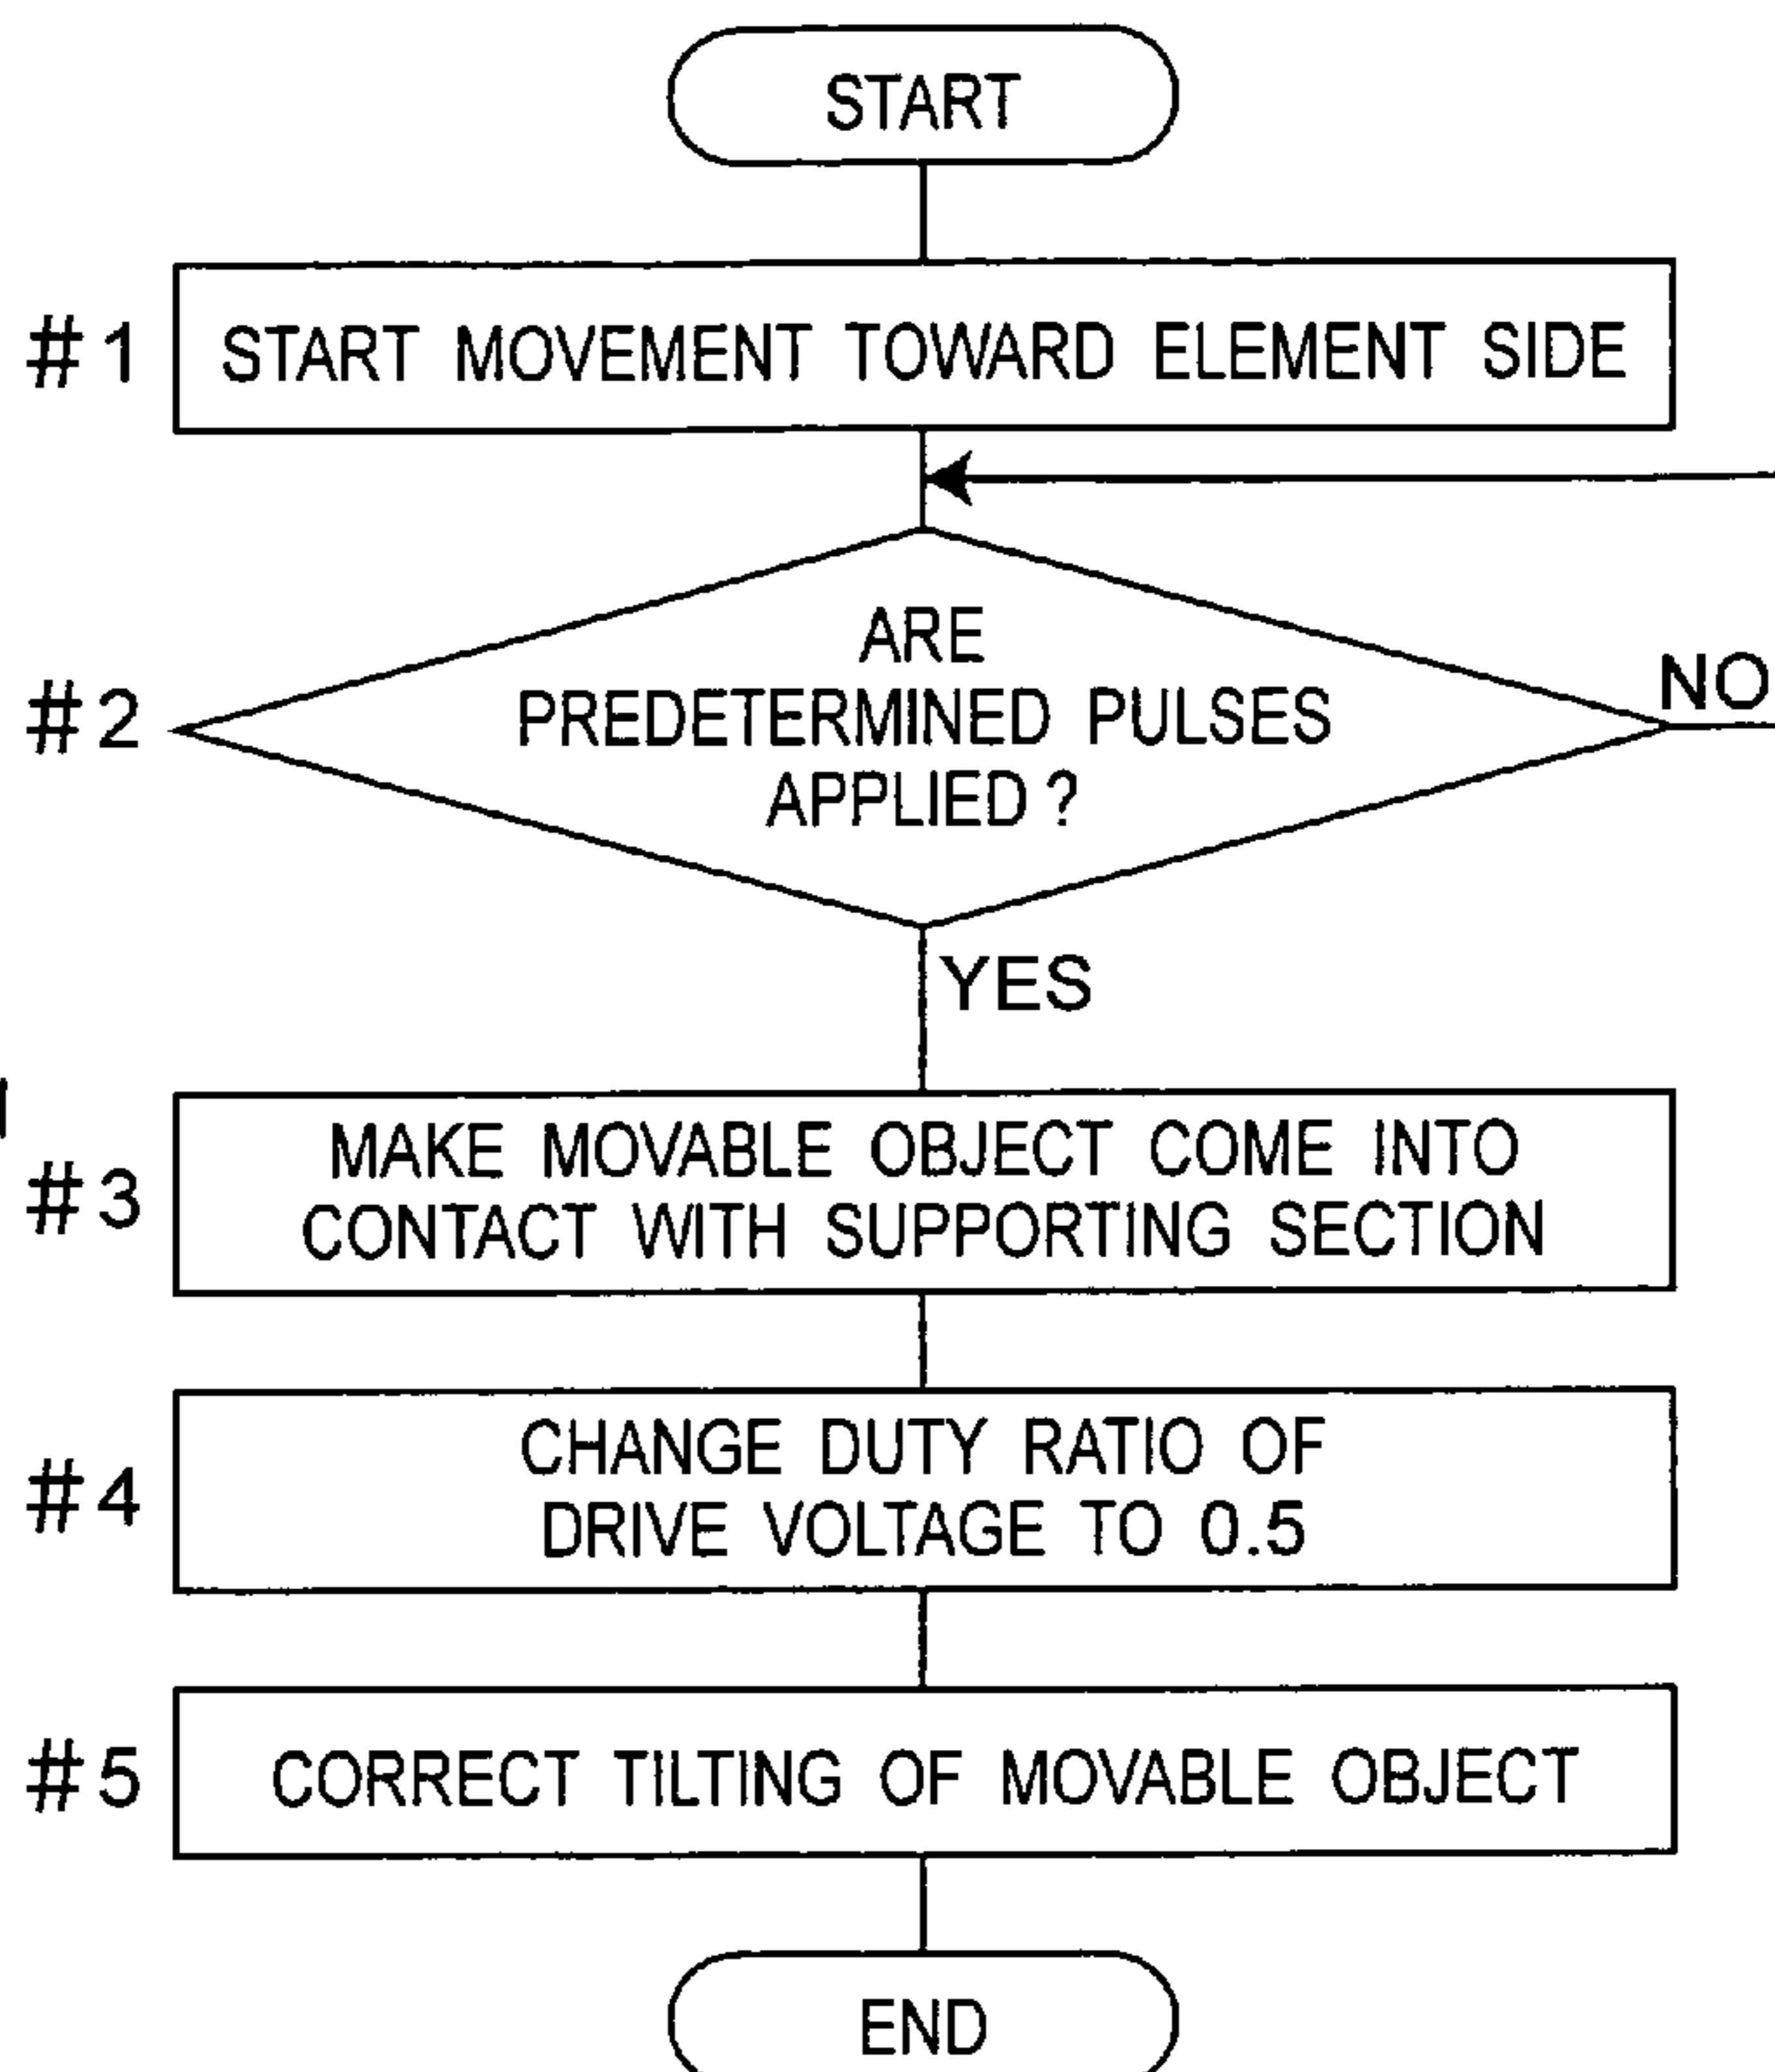 START
#1 START MOVEMENT TOWARD ELEMENT SIDE
ARE
#2 PREDETERMINED PULSES
NO
APPLIED ?
YES
MAKE MOVABLE OBJECT COME INTO
#3 CONTACT WITH SUPPORTING SECTION
CHANGE DUTY RATIO OF
#4 DRIVE VOLTAGE TO 0.5
#5 CORRECT TILTING OF MOVABLE OBJECT
END